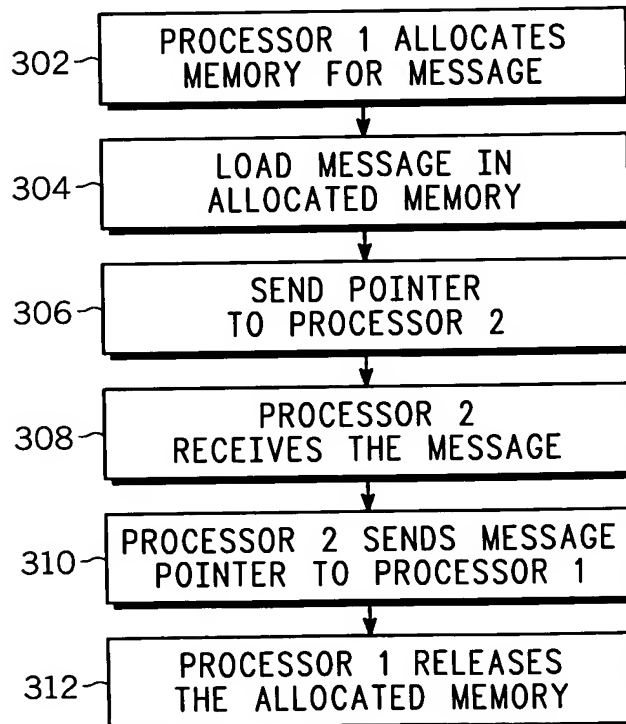 302
PROCESSOR 1 ALLOCATES
MEMORY FOR MESSAGE
304
LOAD MESSAGE IN
ALLOCATED MEMORY
306
SEND POINTER
TO PROCESSOR 2
308
PROCESSOR 2
RECEIVES THE MESSAGE
310
PROCESSOR 2 SENDS MESSAGE
POINTER TO PROCESSOR 1
312
PROCESSOR 1 RELEASES
THE ALLOCATED MEMORY